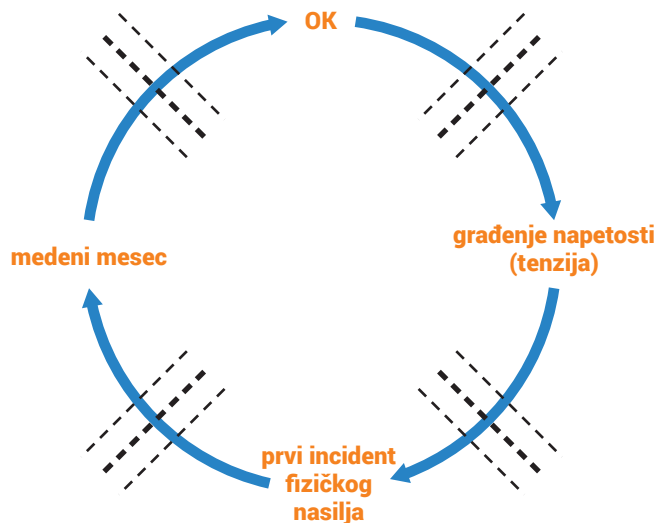 OK
građenje napetosti
(tenzija)
medeni mesec
prvi incident
fizičkog
nasilja